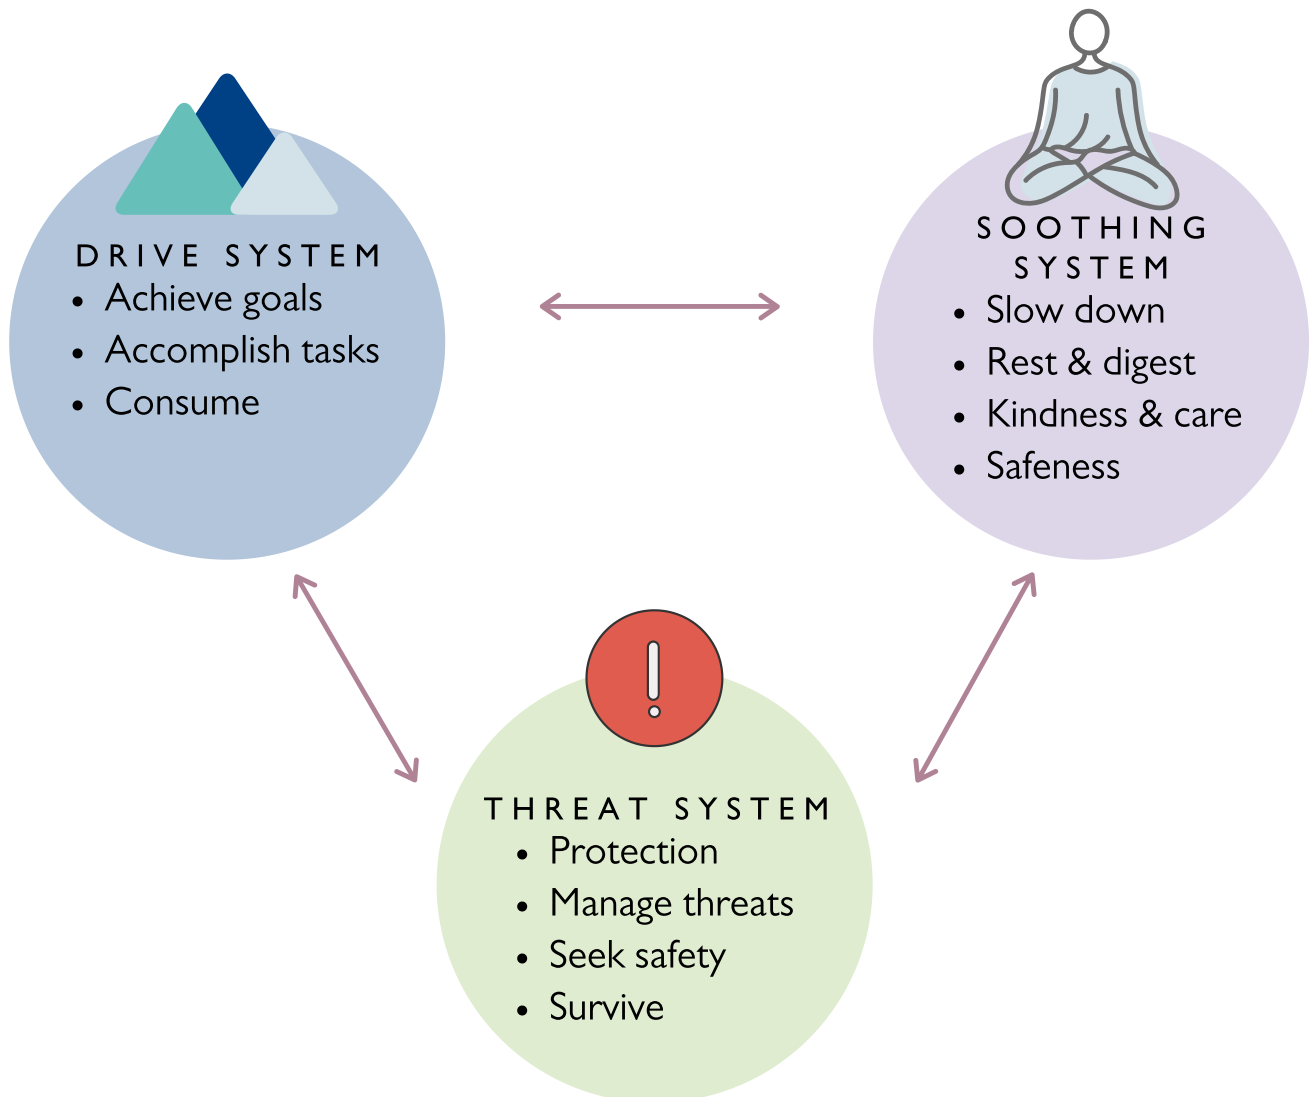 DRIVE SYSTEM
• Achieve goals
• Accomplish tasks
• Consume
SOOTHING
SYSTEM
• Slow down
• Rest & digest
• Kindness & care
• Safeness
THREAT SYSTEM
• Protection
• Manage threats
• Seek safety
• Survive